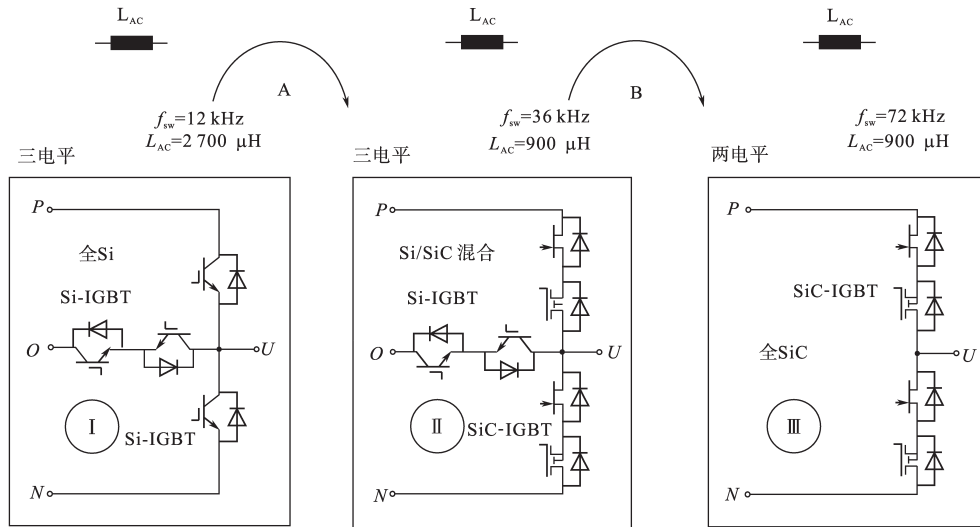 L_AC
A
f_sw=12 kHz
L_AC=2 700 μH
三电平
P
全Si
Si-IGBT
O
U
Ⅰ
Si-IGBT
N
L_AC
B
f_sw=36 kHz
L_AC=900 μH
三电平
P
Si/SiC 混合
Si-IGBT
O
U
Ⅱ
SiC-IGBT
N
L_AC
f_sw=72 kHz
L_AC=900 μH
两电平
P
SiC-IGBT
全SiC
U
Ⅲ
N